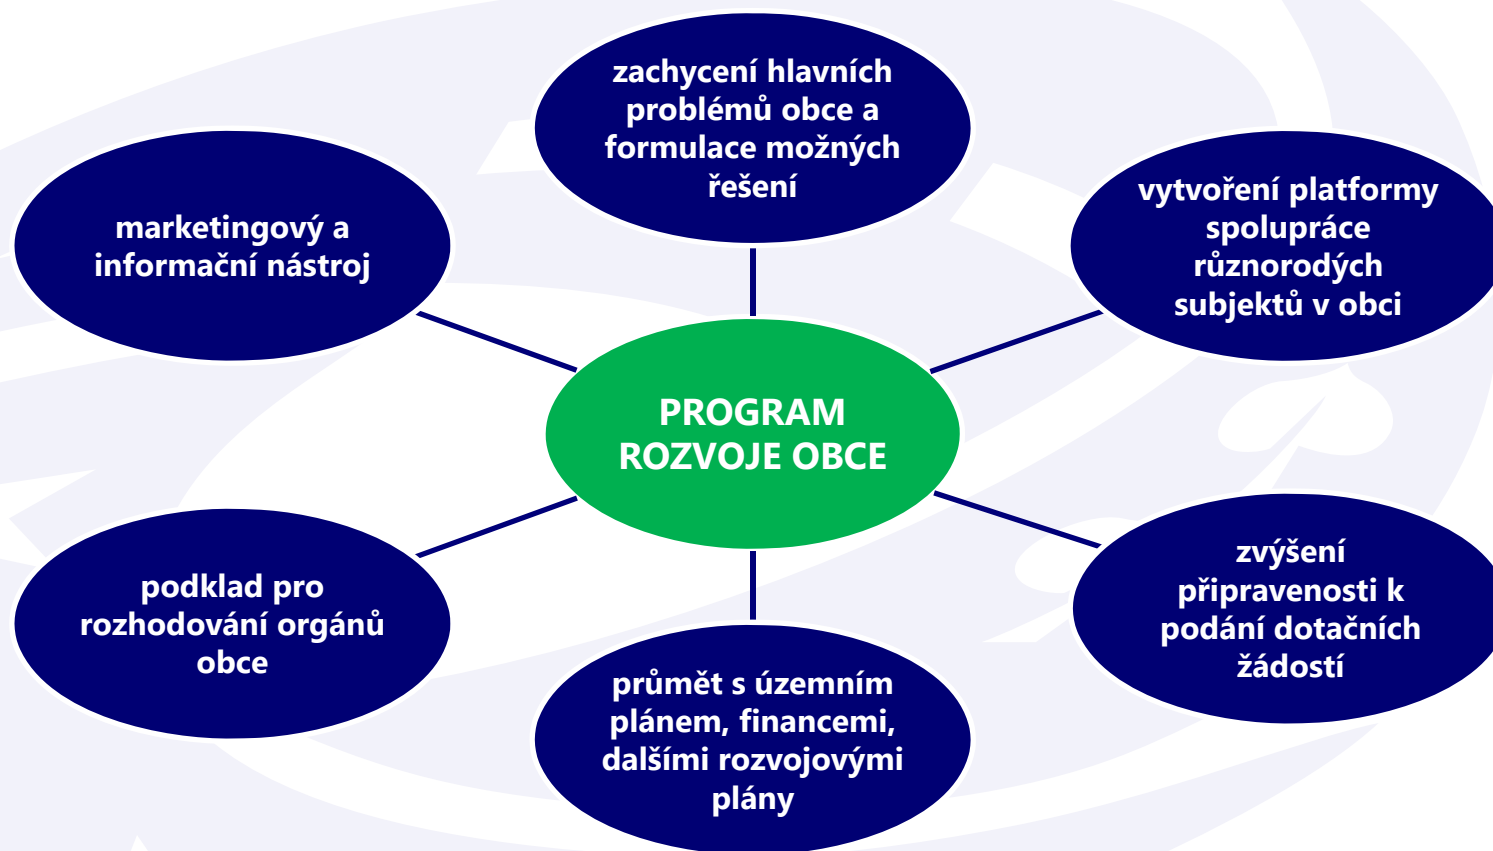 zachycení hlavních
problémů obce a
formulace možných
řešení
marketingový a
informační nástroj
vytvoření platformy
spolupráce
různorodých
subjektů v obci
PROGRAM
ROZVOJE OBCE
podklad pro
rozhodování orgánů
obce
průmět s územním
plánem, financemi,
dalšími rozvojovými
plány
zvýšení
připravenosti k
podání dotačních
žádostí